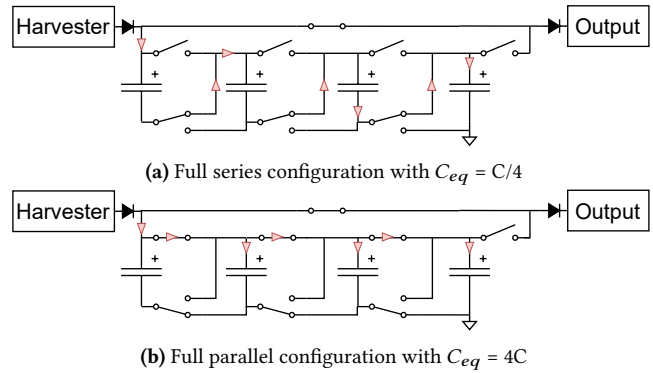 Harvester
Output
+
+
+
+
(a) Full series configuration with C_eq = C/4
Harvester
Output
+
+
+
+
(b) Full parallel configuration with C_eq = 4C